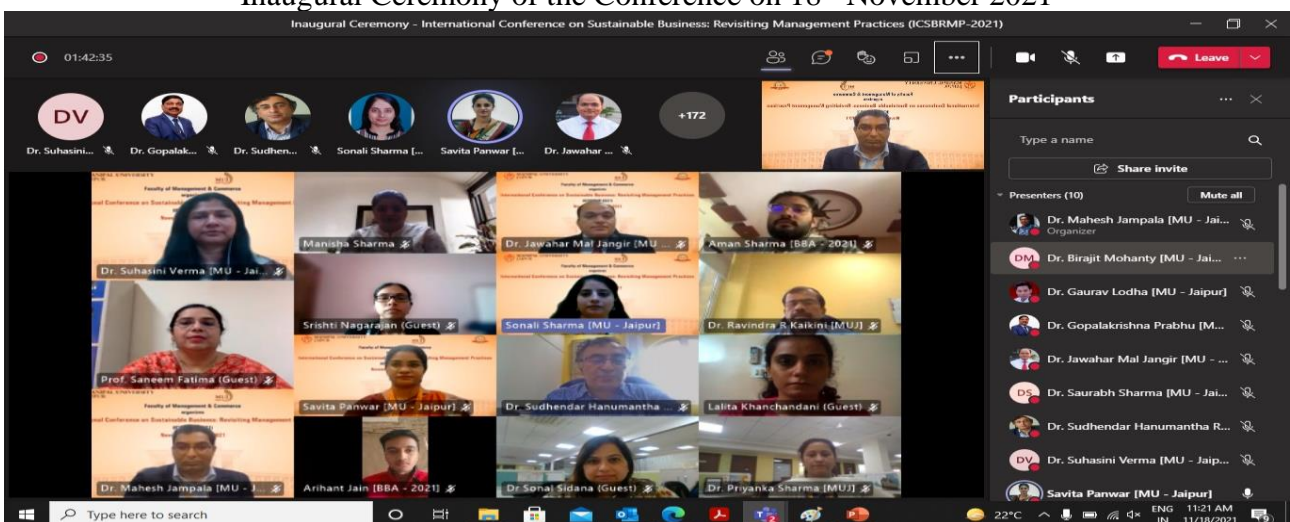 Inaugural Ceremony of the Conference on 18 November 2021
Inaugural Ceremony - International Conference on Sustainable Business: Revisiting Management Practices (ICSBRMP-2021)
01:42:35
Leave
DV
+172
Dr. Suhasini...
Dr. Gopalak...
Dr. Sudhen...
Sonali Sharma [...
Savita Panwar [...
Dr. Jawahar ...
Participants
Type a name
Share invite
Presenters (10)
Mute all
Dr. Mahesh Jampala [MU - Jai...
Organizer
DM
Dr. Birajit Mohanty [MU - Jai...
Dr. Gaurav Lodha [MU - Jaipur]
Dr. Gopalakrishna Prabhu [M...
Dr. Jawahar Mal Jangir [MU - ...
DS
Dr. Saurabh Sharma [MU - Jai...
Dr. Sudhendar Hanumantha R...
DV
Dr. Suhasini Verma [MU - Jaip...
Savita Panwar [MU - Jaipur]
Faculty of Management & Commerce
Dr. Suhasini Verma [MU - Jai...
Manisha Sharma
Dr. Jawahar Mal Jangir [MU ...
Aman Sharma [BBA - 2021]
Prof. Saneem Fatima (Guest)
Srishti Nagarajan (Guest)
Sonali Sharma [MU - Jaipur]
Dr. Ravindra R Kaikini [MUJ]
Savita Panwar [MU - Jaipur]
Dr. Sudhendar Hanumantha ...
Lalita Khanchandani (Guest)
Faculty of Management & Commerce
Dr. Mahesh Jampala [MU - J...
Arihant Jain [BBA - 2021]
Dr Sonal Sidana (Guest)
Dr. Priyanka Sharma [MUJ]
Type here to search
22°C
ENG
IN
11:21 AM
11/18/2021